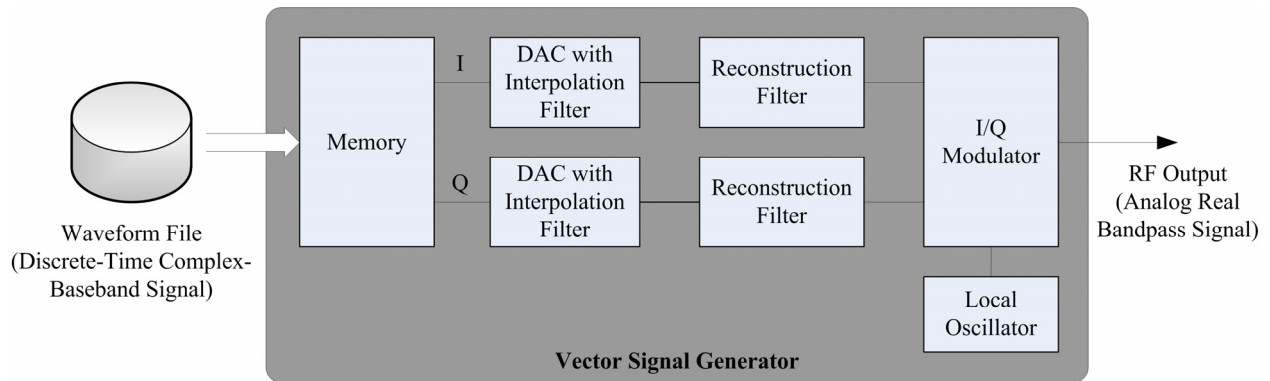 Waveform File
(Discrete-Time Complex-
Baseband Signal)
Memory
I
Q
DAC with
Interpolation
Filter
DAC with
Interpolation
Filter
Reconstruction
Filter
Reconstruction
Filter
I/Q
Modulator
Local
Oscillator
RF Output
(Analog Real
Bandpass Signal)
Vector Signal Generator